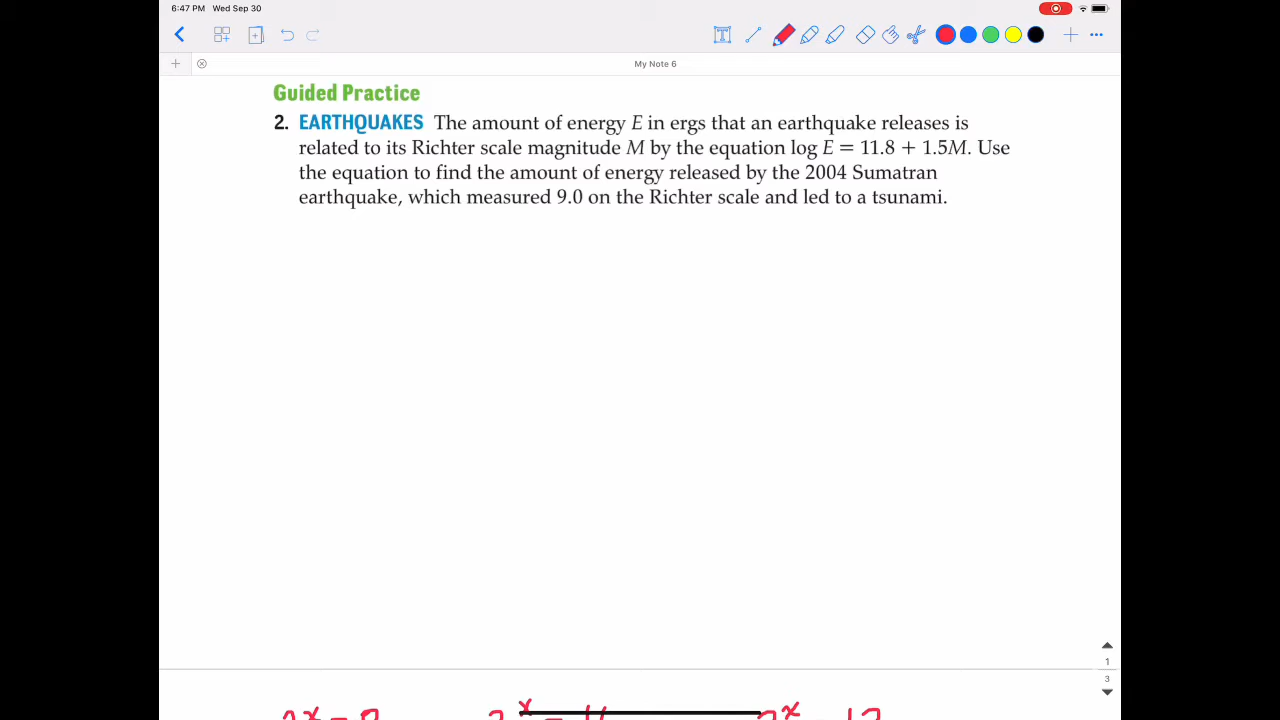 6:47 PM Wed Sep 30
My Note 6
Guided Practice
2. EARTHQUAKES The amount of energy E in ergs that an earthquake releases is
related to its Richter scale magnitude M by the equation log E = 11.8 + 1.5M. Use
the equation to find the amount of energy released by the 2004 Sumatran
earthquake, which measured 9.0 on the Richter scale and led to a tsunami.
1
3